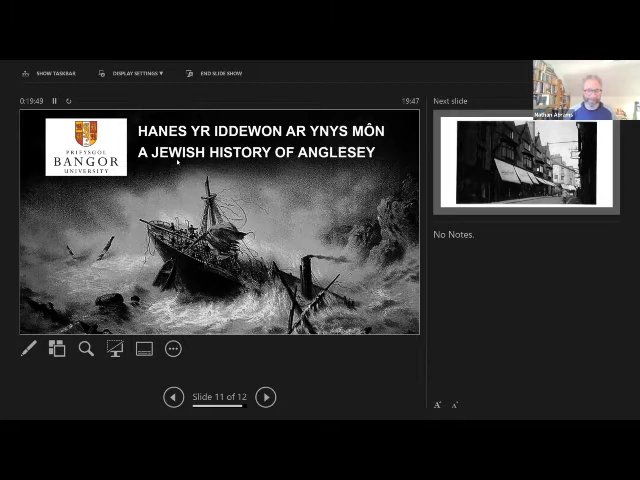 SHOW TASKBAR
DISPLAY SETTINGS ▾
END SLIDE SHOW
Nathan Abrams
0:19:49
19:47
Next slide
PRIFYSGOL
BANGOR
UNIVERSITY
HANES YR IDDEWON AR YNYS MÔN
A JEWISH HISTORY OF ANGLESEY
No Notes.
Slide 11 of 12
A A